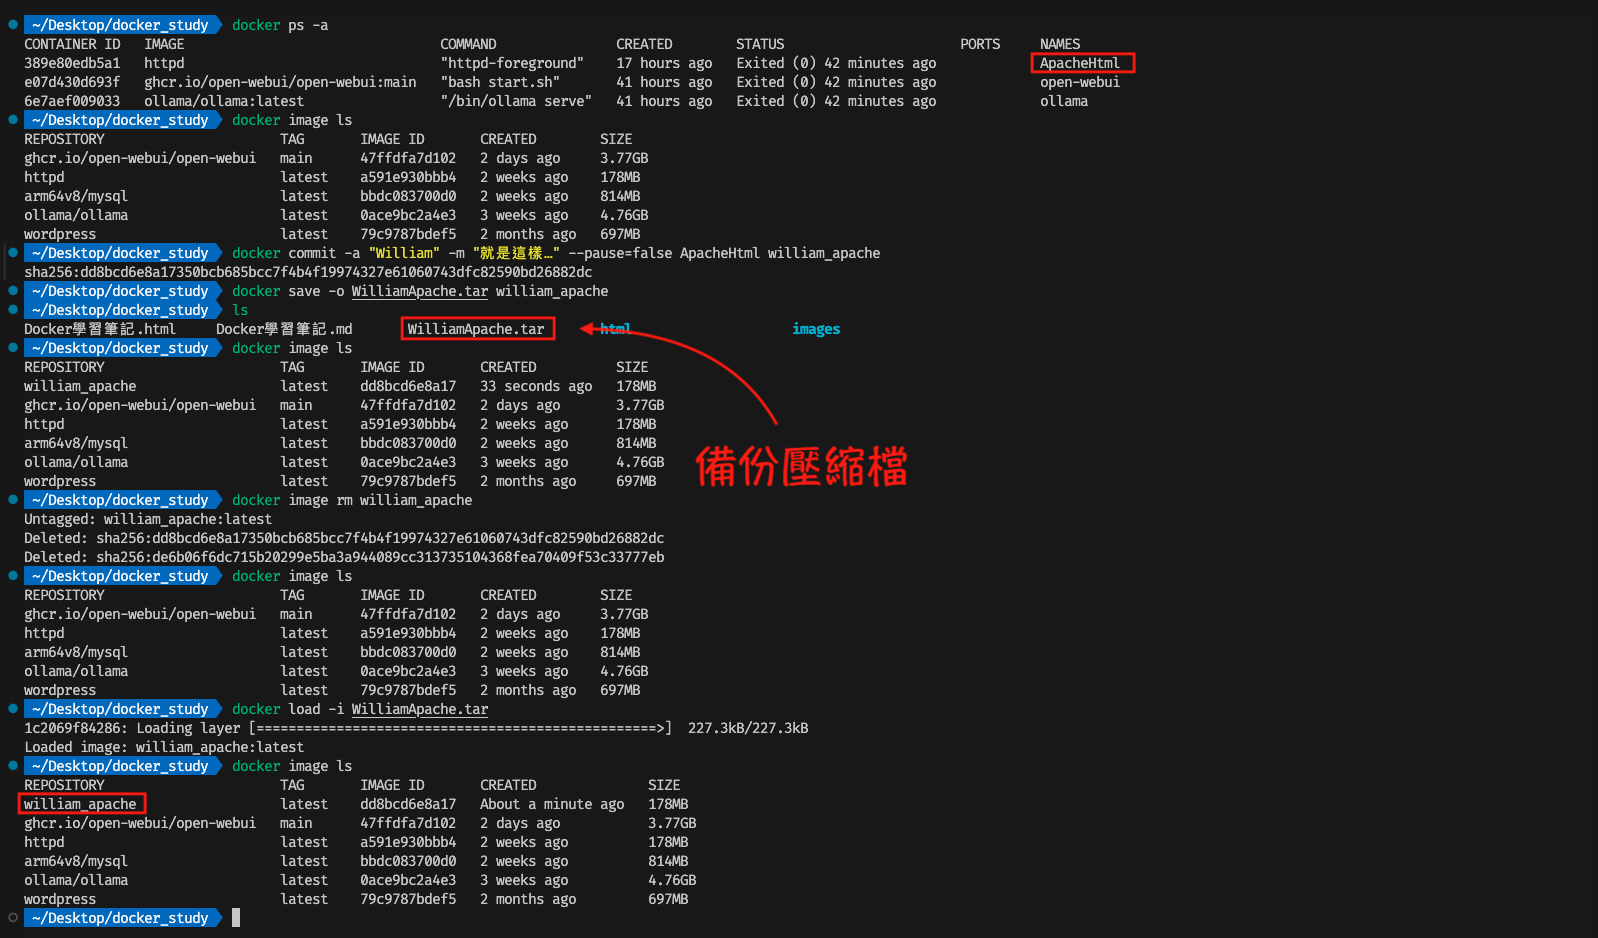 ~/Desktop/docker_study docker ps -a
CONTAINER ID IMAGE COMMAND CREATED STATUS PORTS NAMES
389e80edb5a1 httpd "httpd-foreground" 17 hours ago Exited (0) 42 minutes ago ApacheHtml
e07d430d693f ghcr.io/open-webui/open-webui:main "bash start.sh" 41 hours ago Exited (0) 42 minutes ago open-webui
6e7aef009033 ollama/ollama:latest "/bin/ollama serve" 41 hours ago Exited (0) 42 minutes ago ollama
~/Desktop/docker_study docker image ls
REPOSITORY TAG IMAGE ID CREATED SIZE
ghcr.io/open-webui/open-webui main 47ffdfa7d102 2 days ago 3.77GB
httpd latest a591e930bbb4 2 weeks ago 178MB
arm64v8/mysql latest bbdc083700d0 2 weeks ago 814MB
ollama/ollama latest 0ace9bc2a4e3 3 weeks ago 4.76GB
wordpress latest 79c9787bdef5 2 months ago 697MB
~/Desktop/docker_study docker commit -a "William" -m "就是這樣…" --pause=false ApacheHtml william_apache
sha256:dd8bcd6e8a17350bcb685bcc7f4b4f19974327e61060743dfc82590bd26882dc
~/Desktop/docker_study docker save -o WilliamApache.tar william_apache
~/Desktop/docker_study ls
Docker學習筆記.html Docker學習筆記.md WilliamApache.tar html images
~/Desktop/docker_study docker image ls
REPOSITORY TAG IMAGE ID CREATED SIZE
william_apache latest dd8bcd6e8a17 33 seconds ago 178MB
ghcr.io/open-webui/open-webui main 47ffdfa7d102 2 days ago 3.77GB
httpd latest a591e930bbb4 2 weeks ago 178MB
arm64v8/mysql latest bbdc083700d0 2 weeks ago 814MB
ollama/ollama latest 0ace9bc2a4e3 3 weeks ago 4.76GB
wordpress latest 79c9787bdef5 2 months ago 697MB
備份壓縮檔
~/Desktop/docker_study docker image rm william_apache
Untagged: william_apache:latest
Deleted: sha256:dd8bcd6e8a17350bcb685bcc7f4b4f19974327e61060743dfc82590bd26882dc
Deleted: sha256:de6b06f6dc715b20299e5ba3a944089cc313735104368fea70409f53c33777eb
~/Desktop/docker_study docker image ls
REPOSITORY TAG IMAGE ID CREATED SIZE
ghcr.io/open-webui/open-webui main 47ffdfa7d102 2 days ago 3.77GB
httpd latest a591e930bbb4 2 weeks ago 178MB
arm64v8/mysql latest bbdc083700d0 2 weeks ago 814MB
ollama/ollama latest 0ace9bc2a4e3 3 weeks ago 4.76GB
wordpress latest 79c9787bdef5 2 months ago 697MB
~/Desktop/docker_study docker load -i WilliamApache.tar
1c2069f84286: Loading layer [==================================================>] 227.3kB/227.3kB
Loaded image: william_apache:latest
~/Desktop/docker_study docker image ls
REPOSITORY TAG IMAGE ID CREATED SIZE
william_apache latest dd8bcd6e8a17 About a minute ago 178MB
ghcr.io/open-webui/open-webui main 47ffdfa7d102 2 days ago 3.77GB
httpd latest a591e930bbb4 2 weeks ago 178MB
arm64v8/mysql latest bbdc083700d0 2 weeks ago 814MB
ollama/ollama latest 0ace9bc2a4e3 3 weeks ago 4.76GB
wordpress latest 79c9787bdef5 2 months ago 697MB
~/Desktop/docker_study